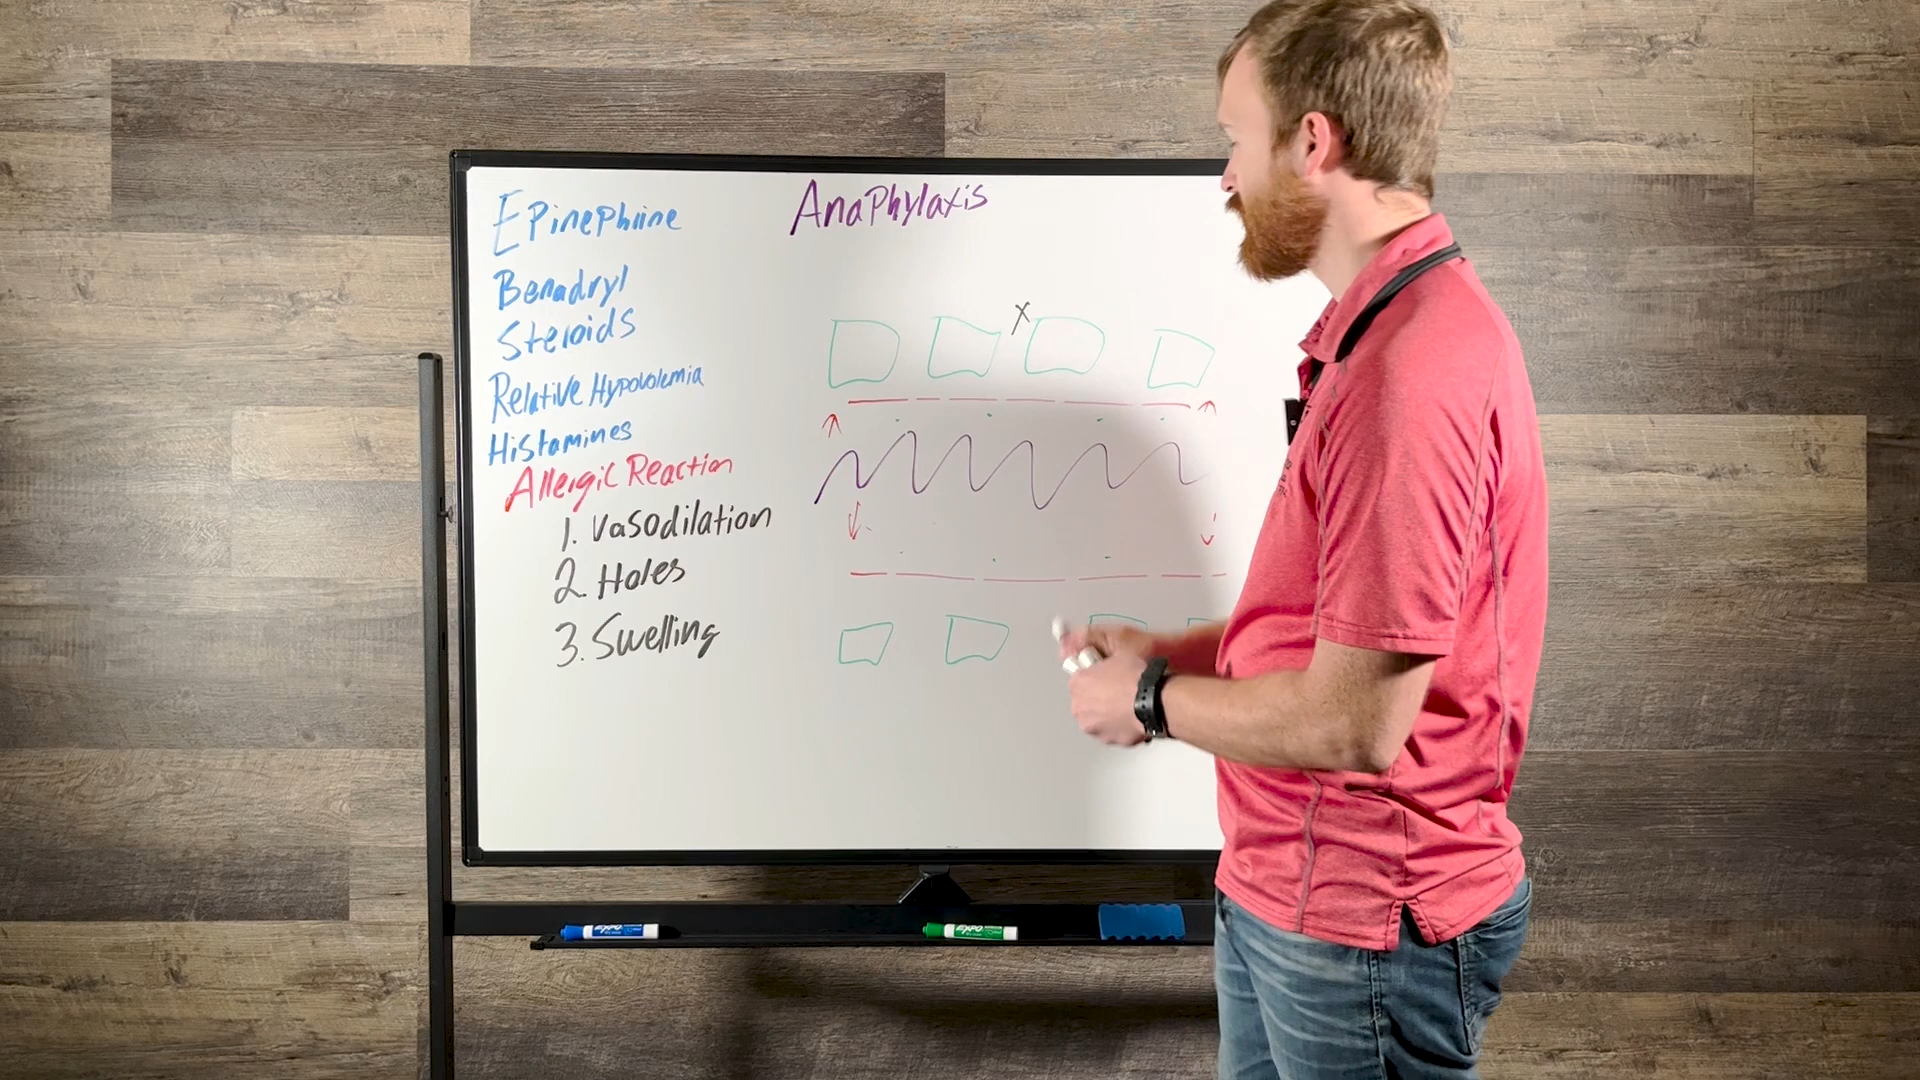 Epinephrine
Benadryl
Steroids
Relative Hypovolemia
Histamines
Allergic Reaction
1. Vasodilation
2. Holes
3. Swelling
Anaphylaxis
X
EXPO
EXPO